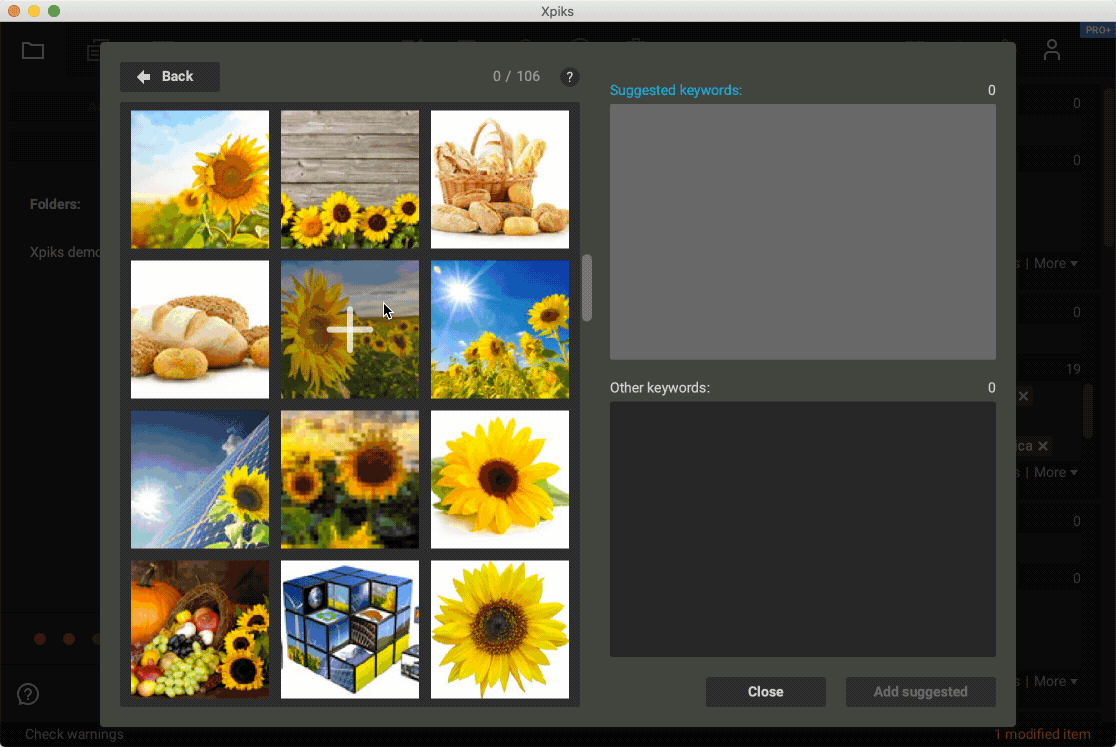 Xpiks
PRO+
Back
0 / 106
?
Suggested keywords:
0
0
0
Folders:
Xpiks demo
s | More
0
Other keywords:
0
19
ica
s | More
0
0
Close
Add suggested
s | More
?
Check warnings
1 modified item